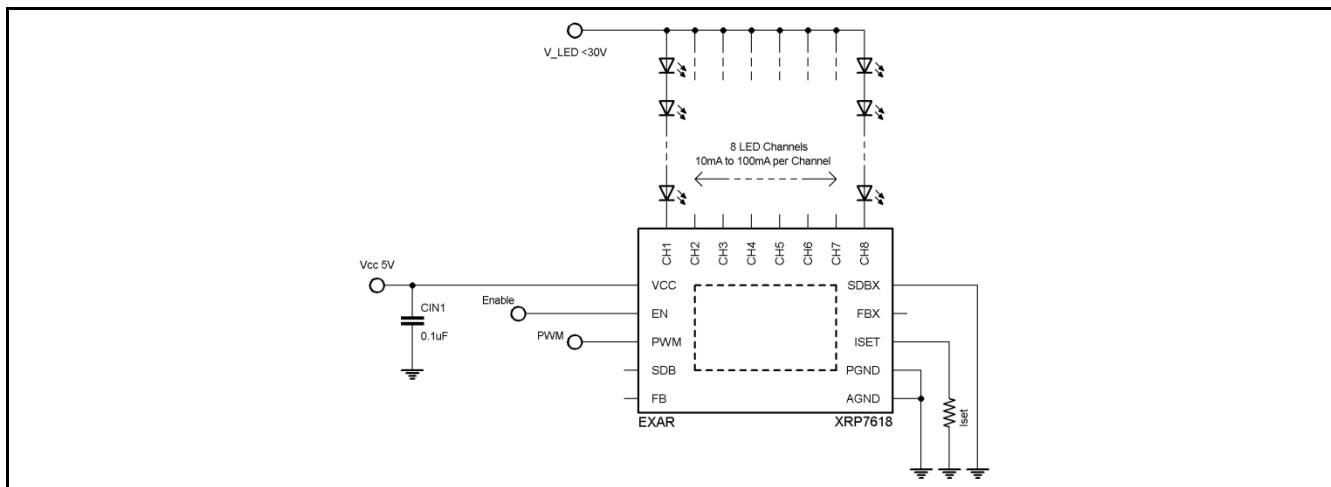 V_LED <30V
8 LED Channels
10mA to 100mA per Channel
CH1
CH2
CH3
CH4
CH5
CH6
CH7
CH8
Vcc 5V
CIN1
0.1uF
Enable
PWM
VCC
EN
PWM
SDB
FB
SDBX
FBX
ISET
PGND
AGND
EXAR
XRP7618
Iset